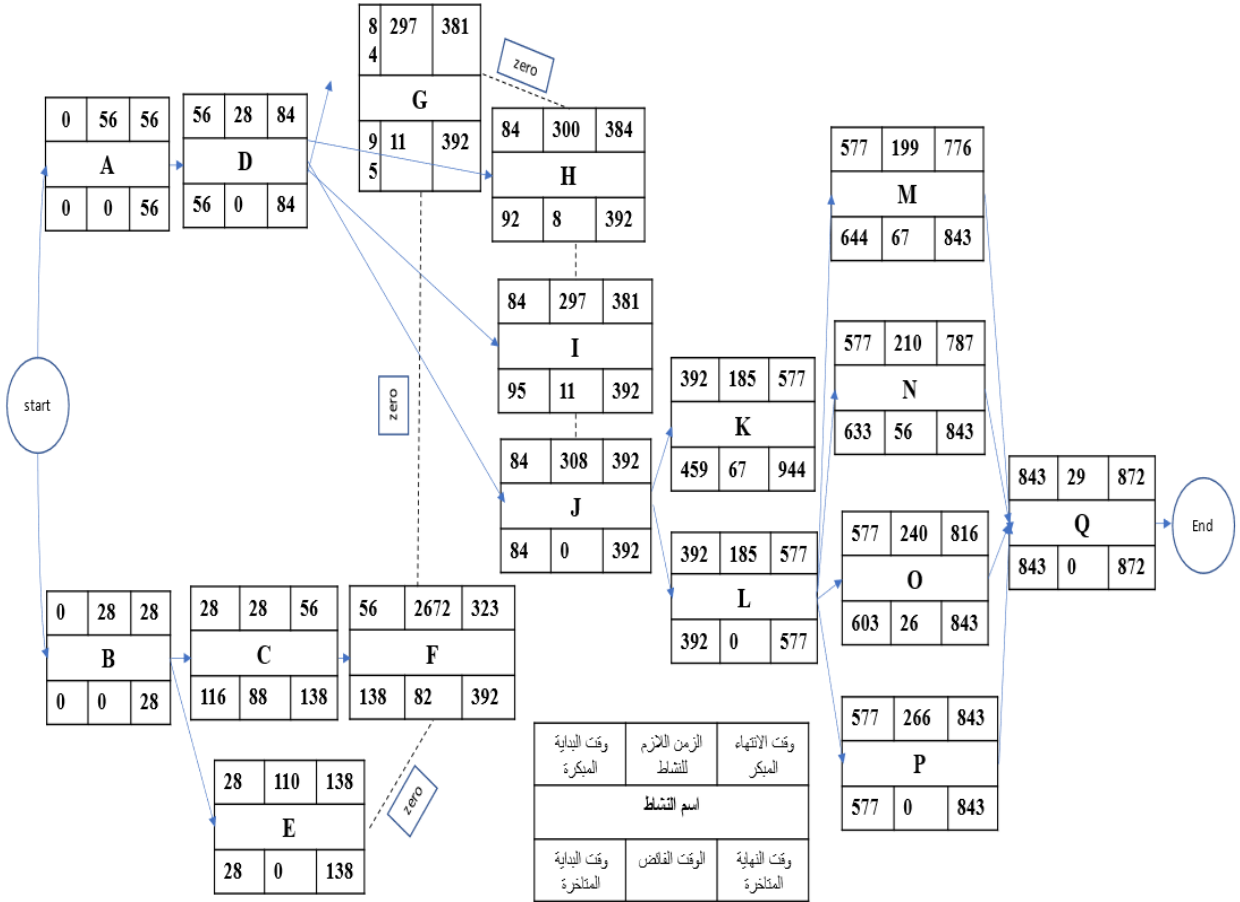 start
0 56 56
A
0 0 56
56 28 84
D
56 0 84
8
4 297 381
G
9
5 11 392
zero
84 300 384
H
92 8 392
84 297 381
I
95 11 392
84 308 392
J
84 0 392
zero
0 28 28
B
0 0 28
28 28 56
C
116 88 138
56 2672 323
F
138 82 392
28 110 138
E
28 0 138
zero
392 185 577
K
459 67 944
392 185 577
L
392 0 577
577 199 776
M
644 67 843
577 210 787
N
633 56 843
577 240 816
O
603 26 843
577 266 843
P
577 0 843
843 29 872
Q
843 0 872
End
وقت البداية
المبكرة
الزمن اللازم
للنشاط
وقت الانتهاء
المبكر
اسم النشاط
وقت البداية
المتاخرة
الوقت الفائض
وقت النهاية
المتاخرة